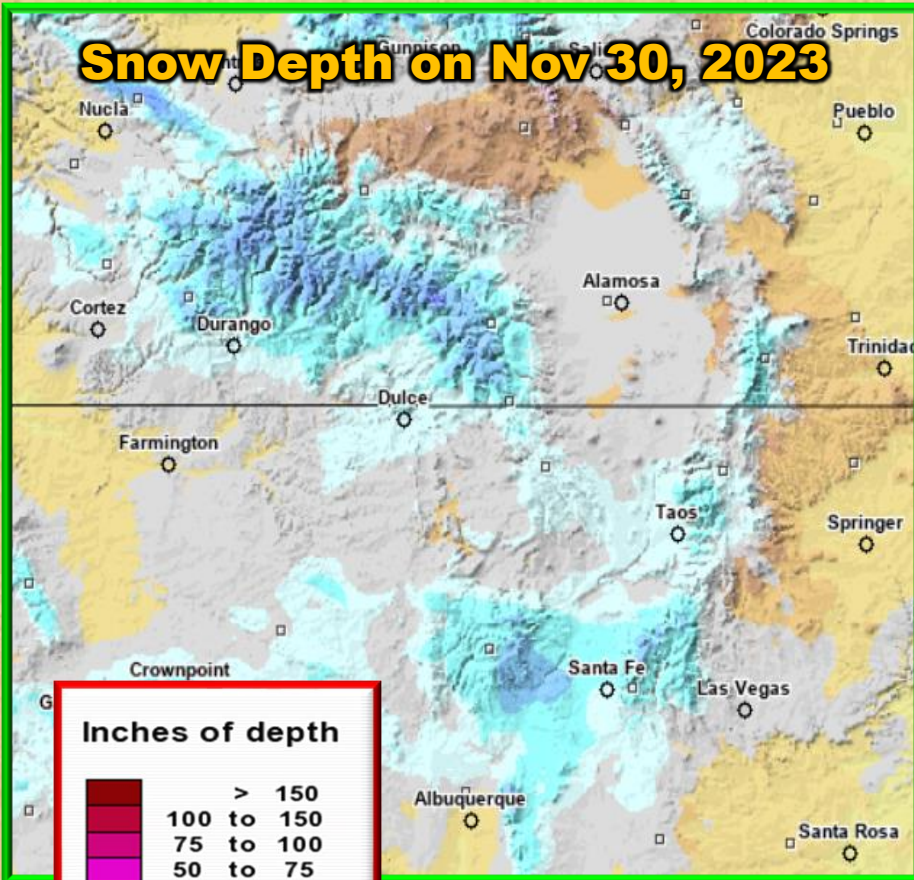 Colorado Springs
Gunnison
Snow Depth on Nov 30, 2023
Nucla
Pueblo
Alamosa
Cortez
Durango
Trinidad
Dulce
Farmington
Taos
Springer
Crownpoint
Santa Fe
Las Vegas
Inches of depth
> 150
100 to 150
75 to 100
50 to 75
Albuquerque
Santa Rosa